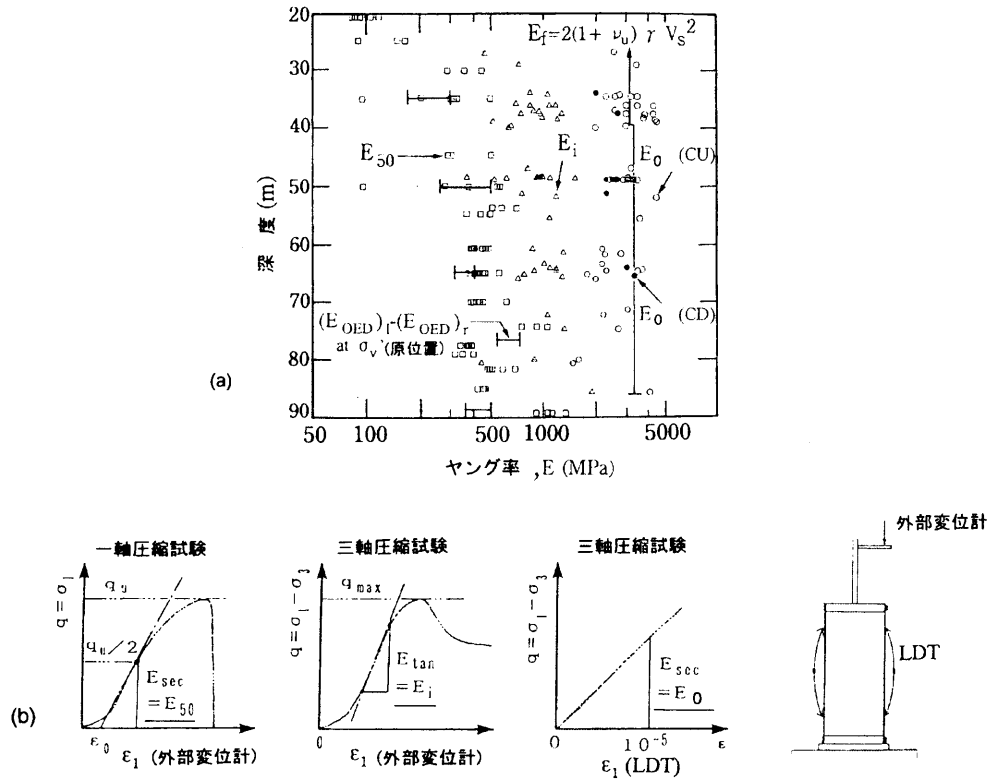 20
30
40
50
60
70
80
90
深 度 (m)
E_f=2(1+ ν_u) γ V_S^2
E_50
E_i
E_0 (CU)
E_0 (CD)
(E_OED)_l-(E_OED)_r
at σ_v' (原位置)
(a)
50 100 500 1000 5000
ヤング率 ,E (MPa)
一軸圧縮試験
q = σ_1
q_u
q_u/2
E_sec
=E_50
ε_0
ε_1 (外部変位計)
三軸圧縮試験
q = σ_1 - σ_3
q_max
E_tan
= E_i
0
ε_1 (外部変位計)
三軸圧縮試験
q = σ_1 - σ_3
E_sec
= E_0
0 10^-5 ε
ε_1 (LDT)
外部変位計
LDT
(b)